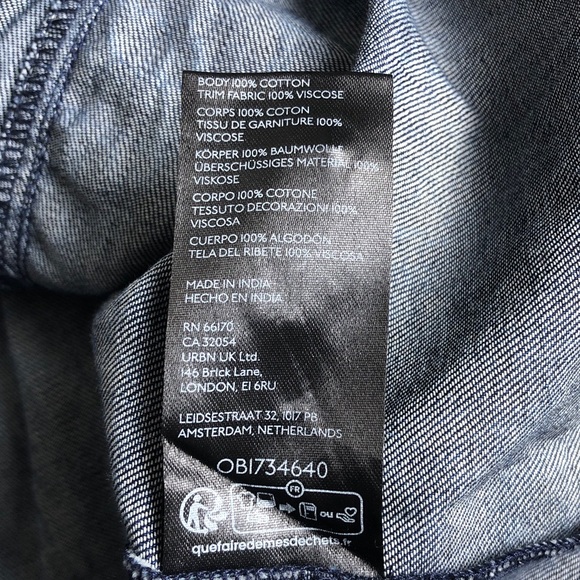 BODY 100% COTTON
TRIM FABRIC 100% VISCOSE
CORPS 100% COTON
TISSU DE GARNITURE 100%
VISCOSE
KÖRPER 100% BAUMWOLLE
ÜBERSCHÜSSIGES MATERIAL 100%
VISKOSE
CORPO 100% COTONE
TESSUTO DECORAZIONI 100%
VISCOSA
CUERPO 100% ALGODÓN
TELA DEL RIBETE 100% VISCOSA
MADE IN INDIA
HECHO EN INDIA
RN 66170
CA 32054
URBN UK Ltd.
146 Brick Lane,
LONDON, E1 6RU
LEIDSESTRAAT 32, 1017 PB
AMSTERDAM, NETHERLANDS
OB1734640
FR
ou
quefairedemesdechets.fr